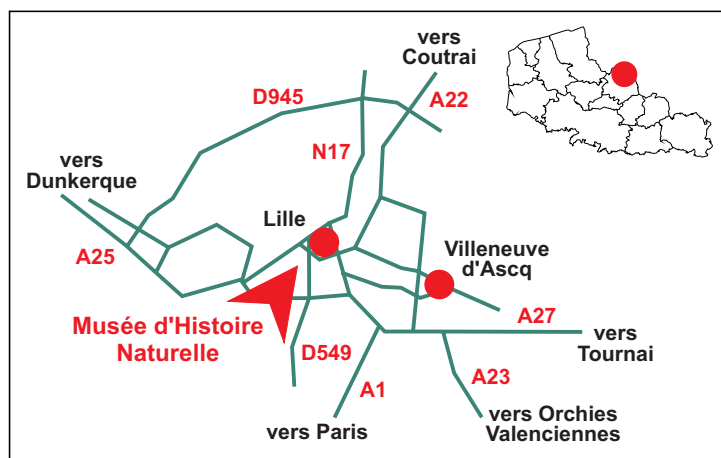 vers
Coutrai
D945
A22
N17
vers
Dunkerque
Lille
A25
Villeneuve
d'Ascq
Musée d'Histoire
Naturelle
A27
vers
Tournai
D549
A1
A23
vers Paris
vers Orchies
Valenciennes